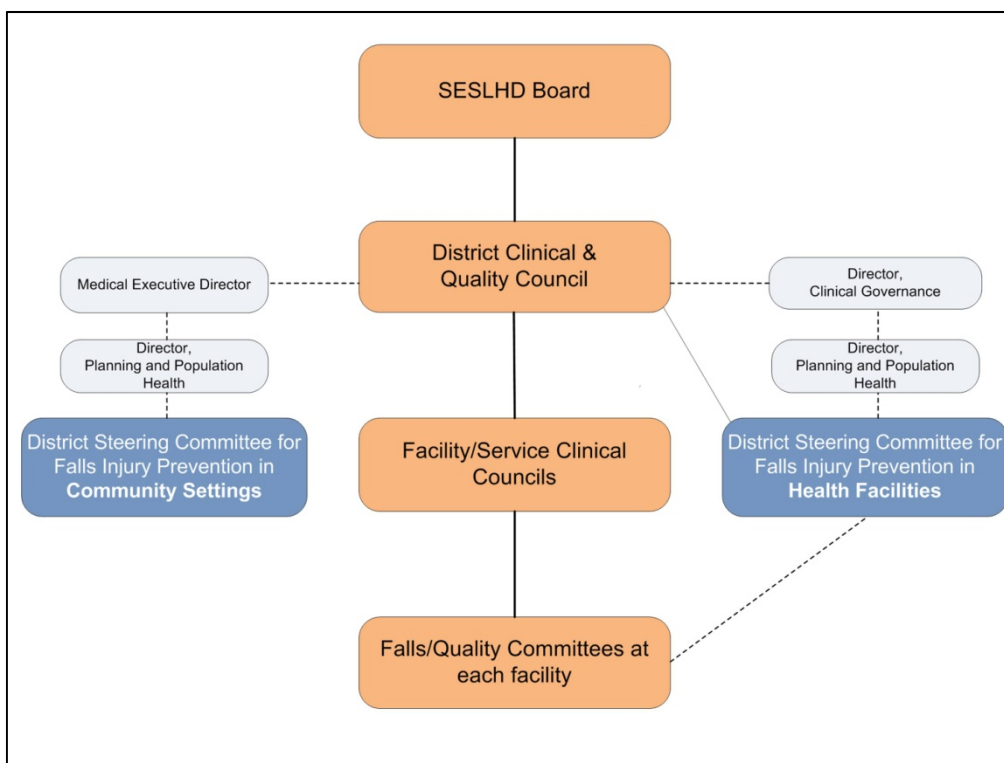 SESLHD Board
District Clinical &
Quality Council
Medical Executive Director
Director,
Clinical Governance
Director,
Planning and Population
Health
Director,
Planning and Population
Health
District Steering Committee for
Falls Injury Prevention in
Community Settings
Facility/Service Clinical
Councils
District Steering Committee for
Falls Injury Prevention in
Health Facilities
Falls/Quality Committees at
each facility